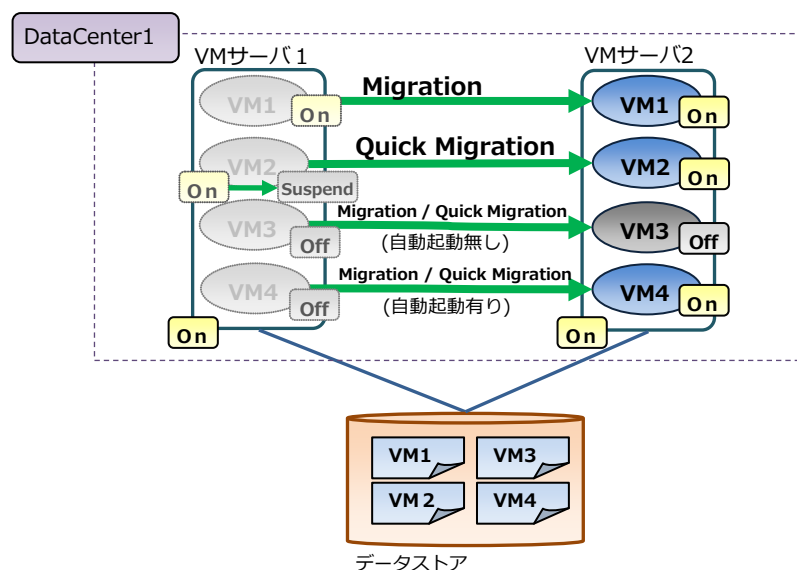 DataCenter1
VMサーバ 1
VMサーバ2
VM1
On
Migration
VM1
On
VM2
On
Suspend
Quick Migration
VM2
On
VM3
Off
Migration / Quick Migration
(自動起動無し)
VM3
Off
VM4
Off
Migration / Quick Migration
(自動起動有り)
VM4
On
On
On
VM1
VM3
VM2
VM4
データストア